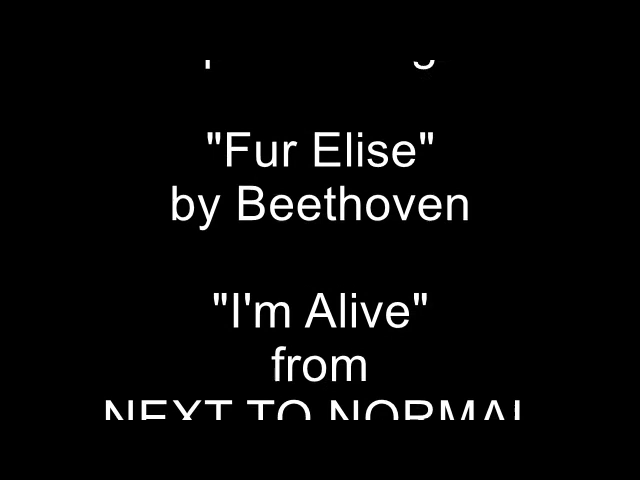 "Fur Elise"
by Beethoven
"I'm Alive"
from
NEXT TO NORMAL